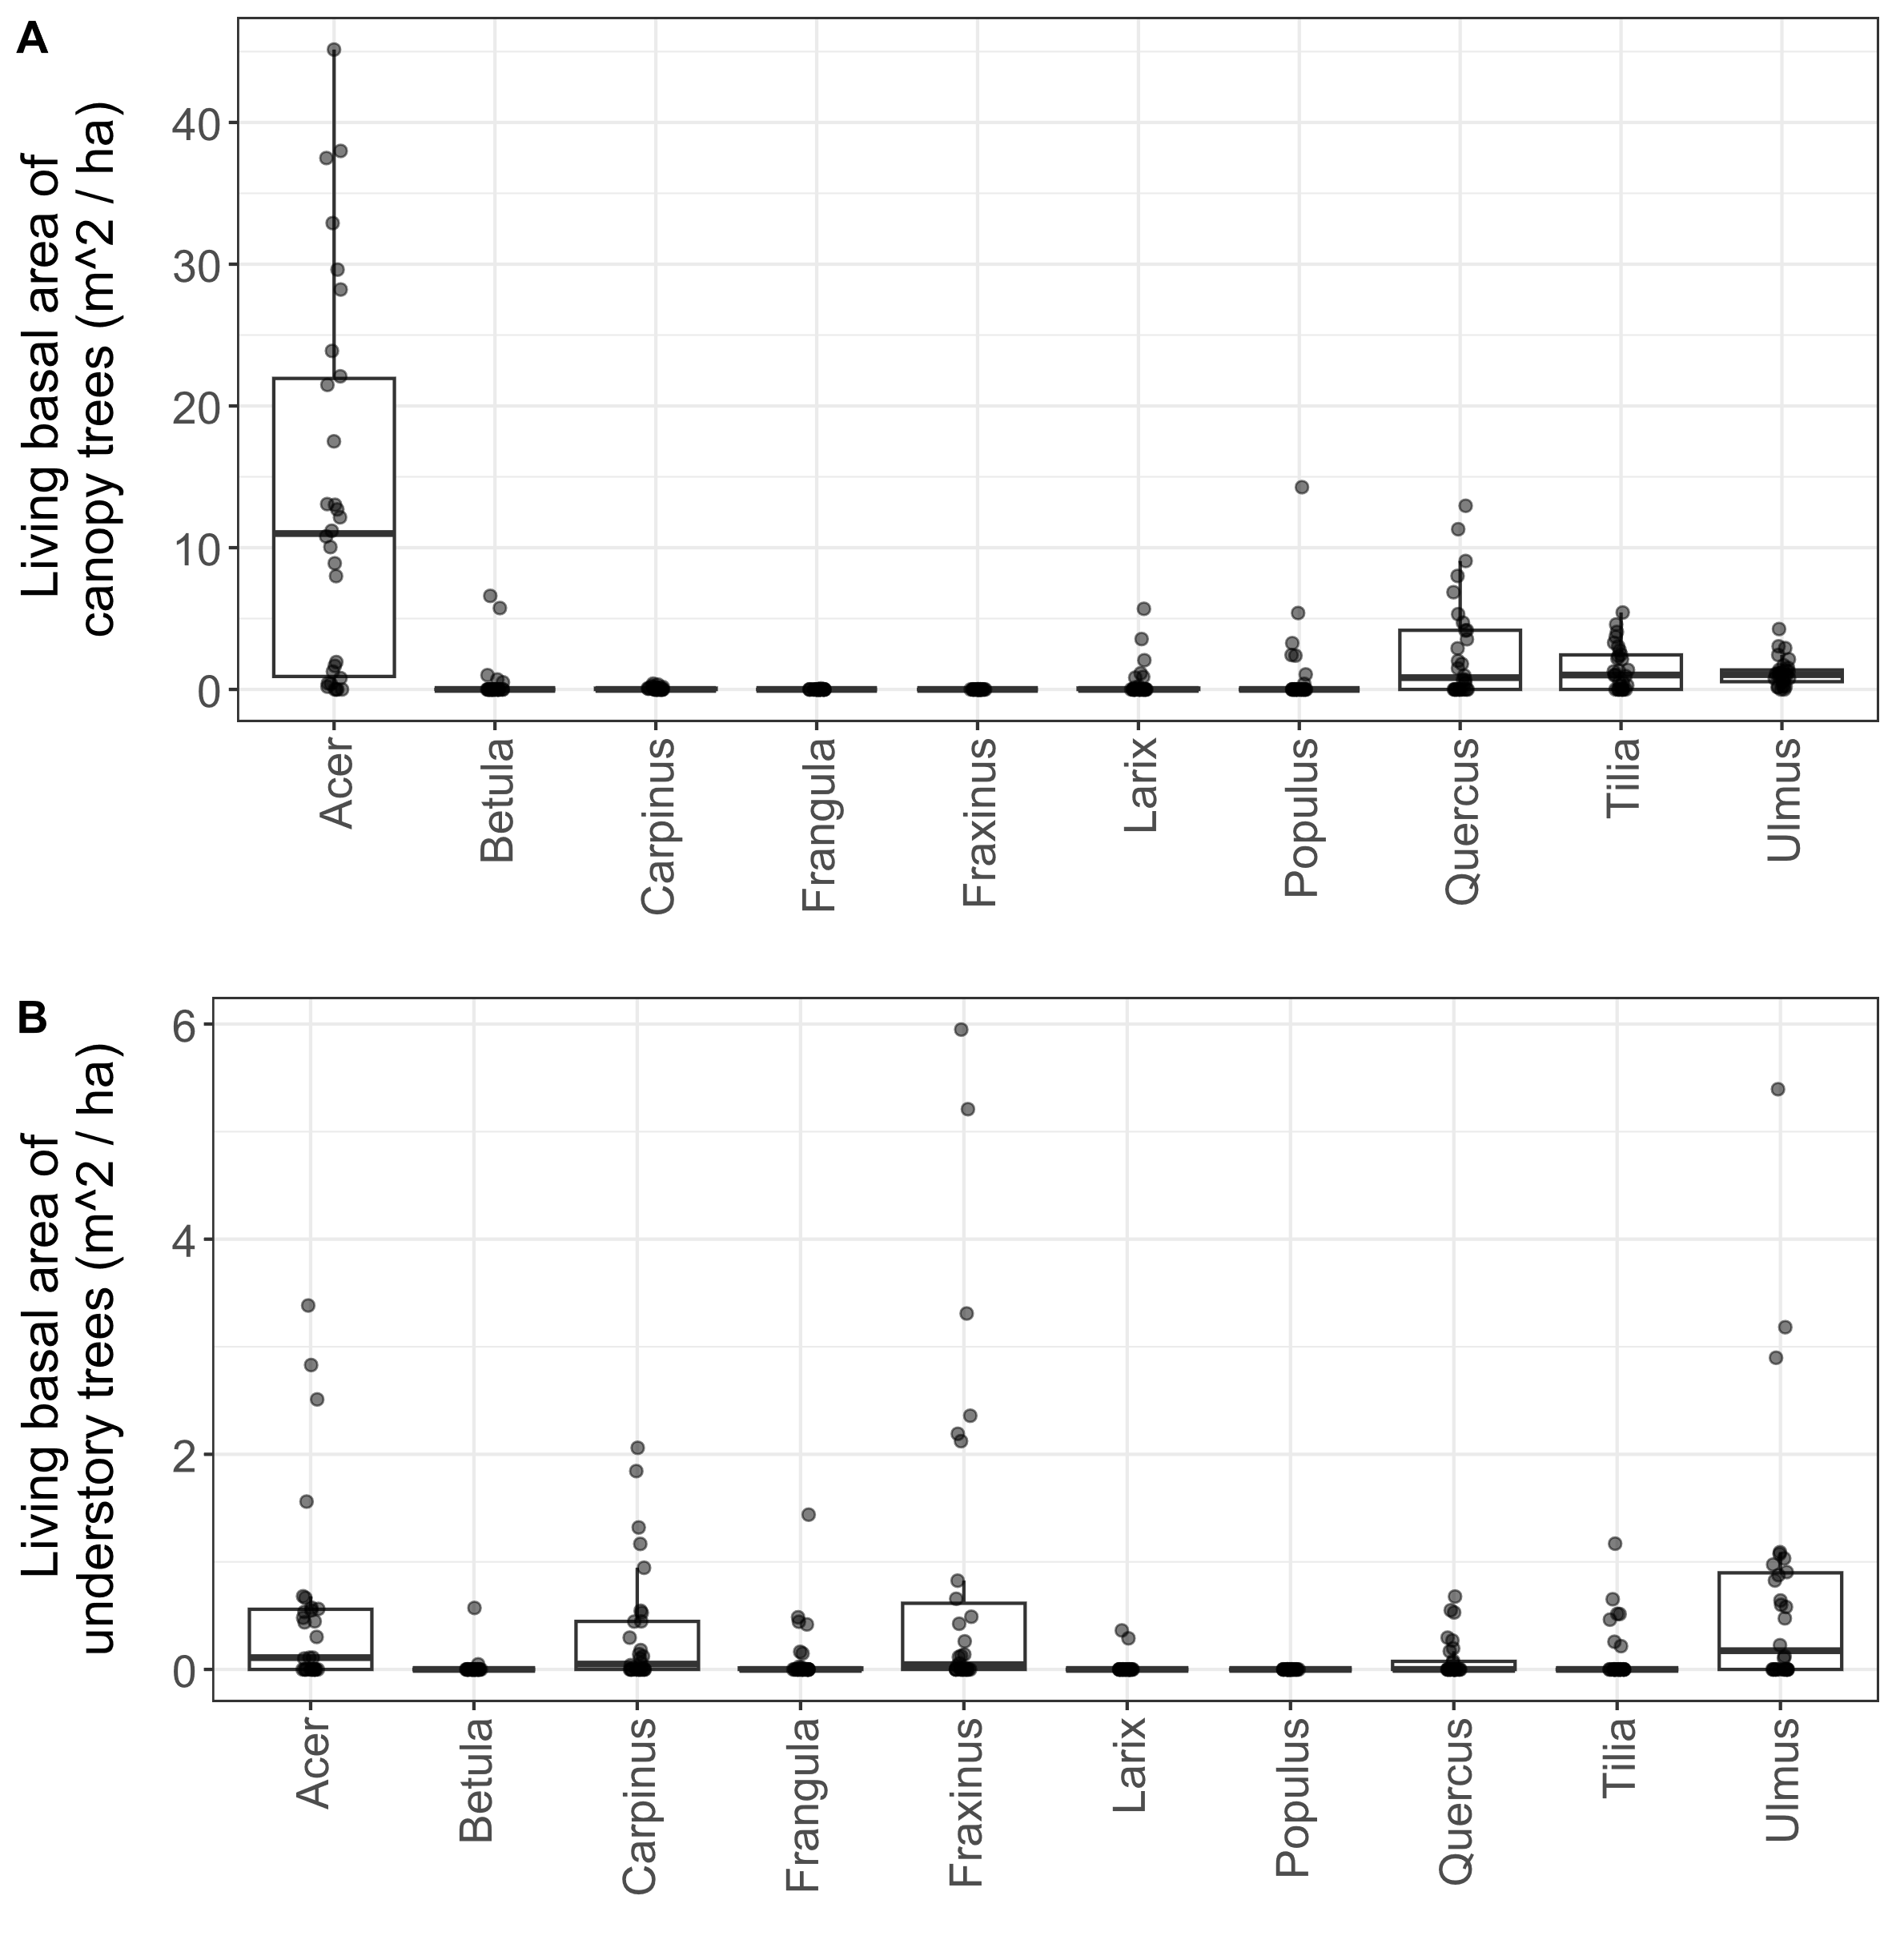 A
Living basal area of
canopy trees (m^2 / ha)
40
30
20
10
0
Acer
Betula
Carpinus
Frangula
Fraxinus
Larix
Populus
Quercus
Tilia
Ulmus
B
Living basal area of
understory trees (m^2 / ha)
6
4
2
0
Acer
Betula
Carpinus
Frangula
Fraxinus
Larix
Populus
Quercus
Tilia
Ulmus